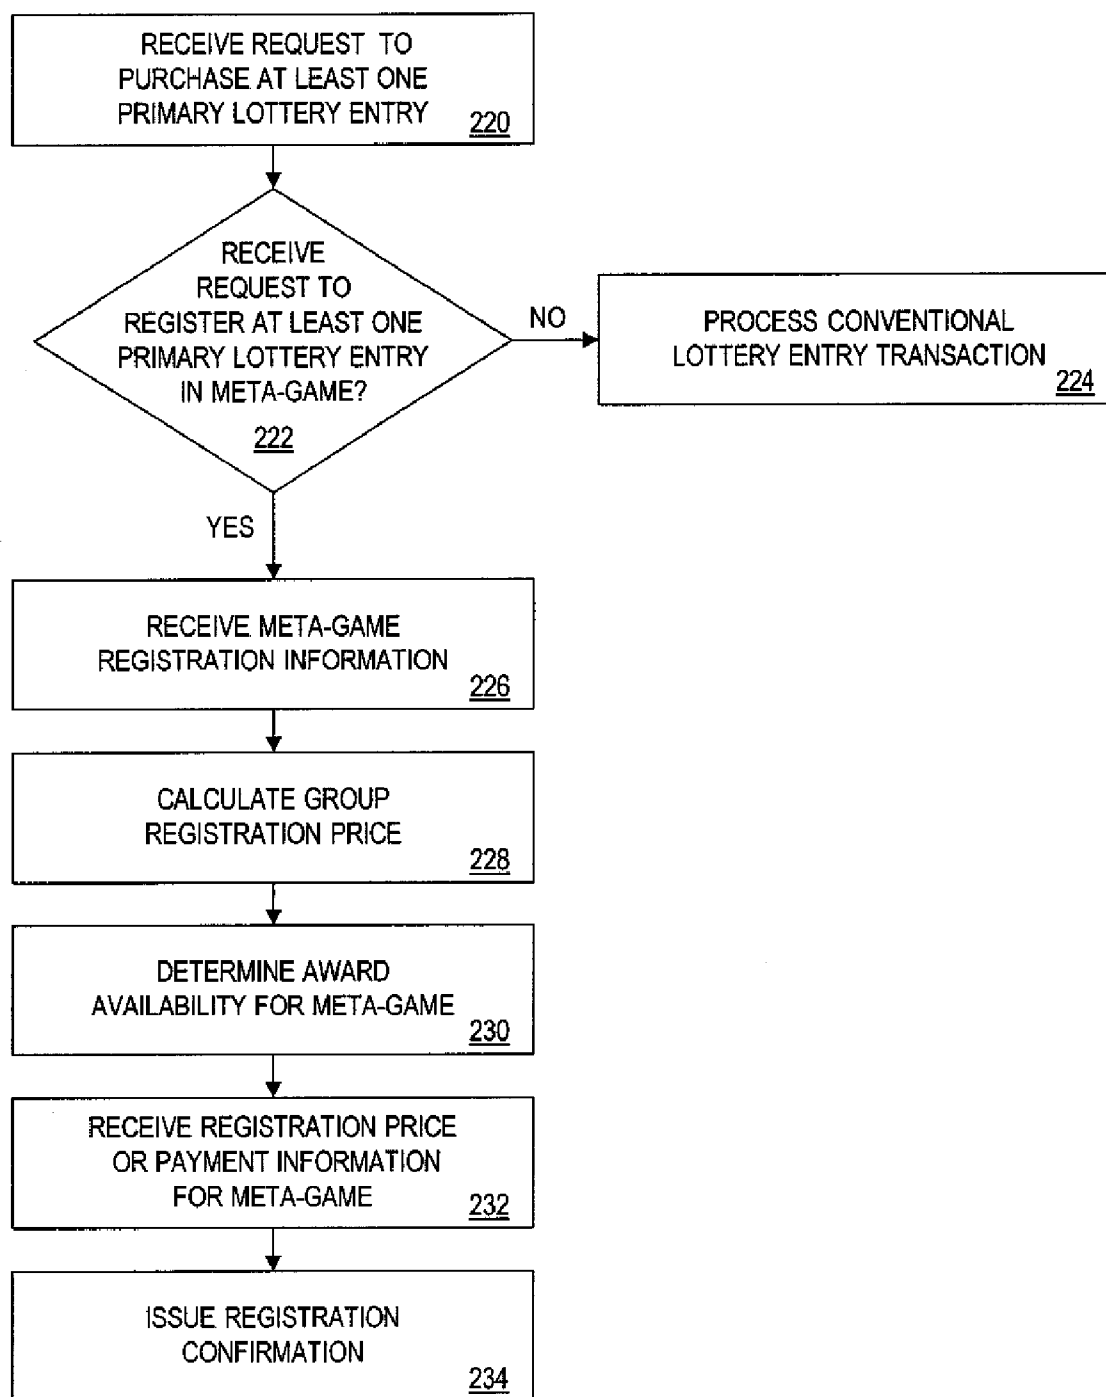 RECEIVE REQUEST TO
PURCHASE AT LEAST ONE
PRIMARY LOTTERY ENTRY
220
RECEIVE
REQUEST TO
REGISTER AT LEAST ONE
PRIMARY LOTTERY ENTRY
IN META-GAME?
222
NO
PROCESS CONVENTIONAL
LOTTERY ENTRY TRANSACTION
224
YES
RECEIVE META-GAME
REGISTRATION INFORMATION
226
CALCULATE GROUP
REGISTRATION PRICE
228
DETERMINE AWARD
AVAILABILITY FOR META-GAME
230
RECEIVE REGISTRATION PRICE
OR PAYMENT INFORMATION
FOR META-GAME
232
ISSUE REGISTRATION
CONFIRMATION
234